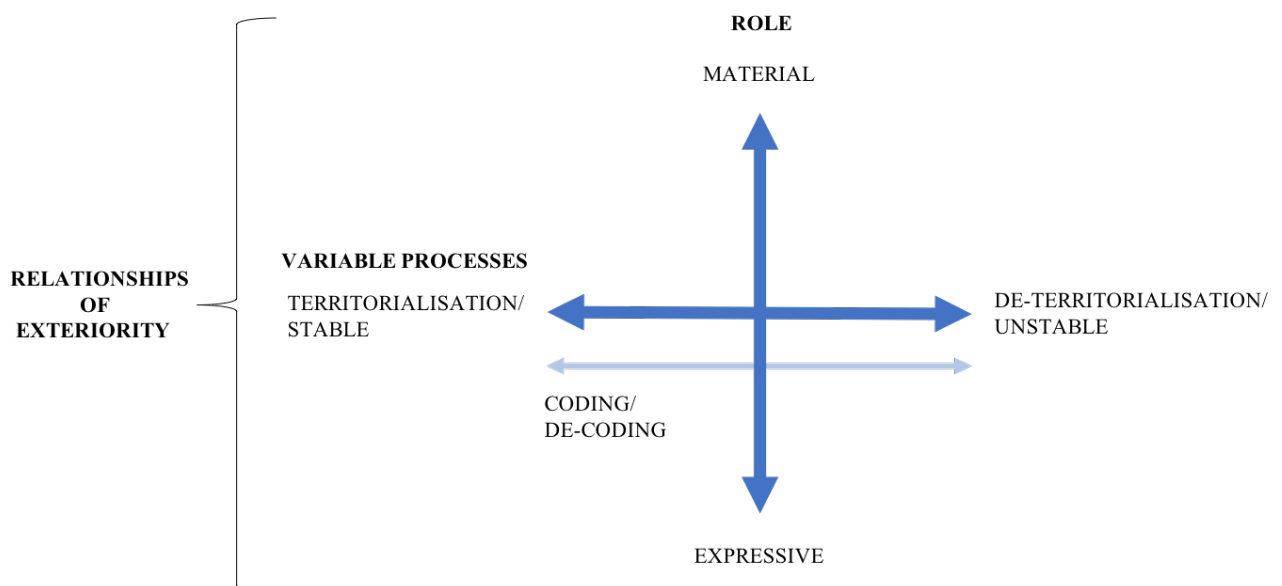 ROLE
MATERIAL
RELATIONSHIPS
OF
EXTERIORITY
VARIABLE PROCESSES
TERRITORIALISATION/
STABLE
DE-TERRITORIALISATION/
UNSTABLE
CODING/
DE-CODING
EXPRESSIVE